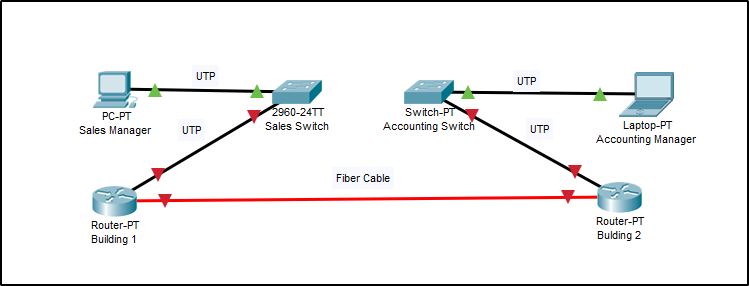 UTP
UTP
PC-PT
Sales Manager
2960-24TT
Sales Switch
Switch-PT
Accounting Switch
Laptop-PT
Accounting Manager
UTP
UTP
Fiber Cable
Router-PT
Building 1
Router-PT
Bulding 2